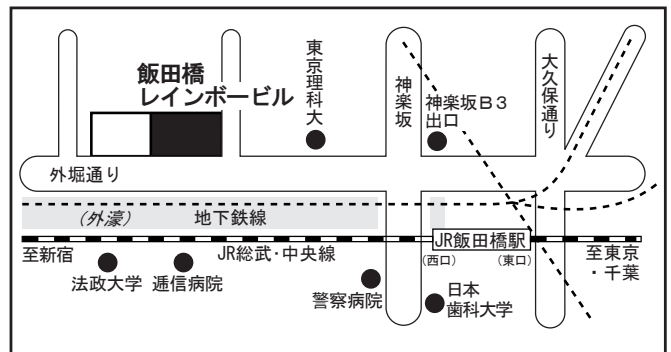 飯田橋
レインボービル
東京理科大
神楽坂
神楽坂B3
出口
大久保通り
外堀通り
(外濠)
地下鉄線
JR飯田橋駅
(西口)
(東口)
至新宿
JR総武・中央線
至東京
・千葉
法政大学
逓信病院
警察病院
日本
歯科大学